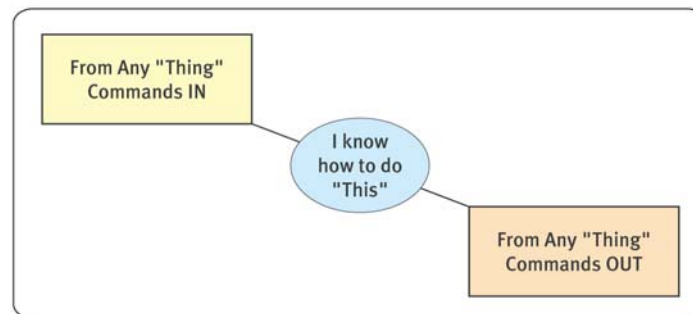 From Any "Thing"
Commands IN
I know
how to do
"This"
From Any "Thing"
Commands OUT